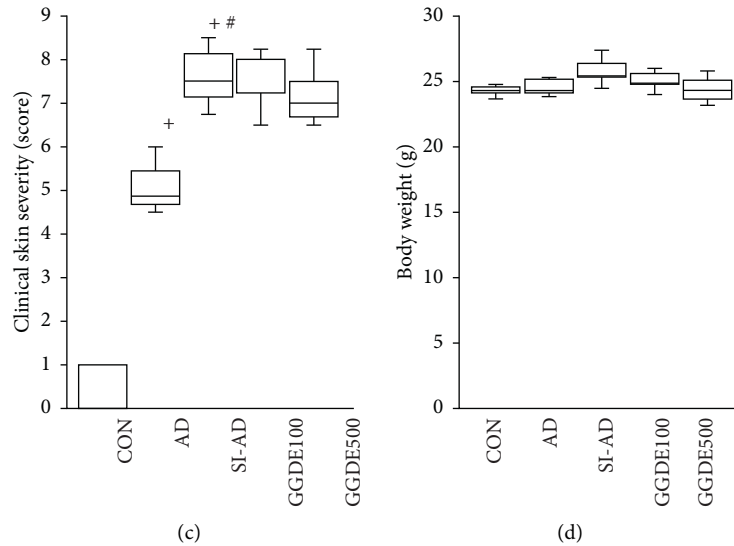 Clinical skin severity (score)
9
8
7
6
5
4
3
2
1
0
+ #
+
CON
AD
SI-AD
GGDE100
GGDE500
(c)
Body weight (g)
30
25
20
15
10
5
0
CON
AD
SI-AD
GGDE100
GGDE500
(d)